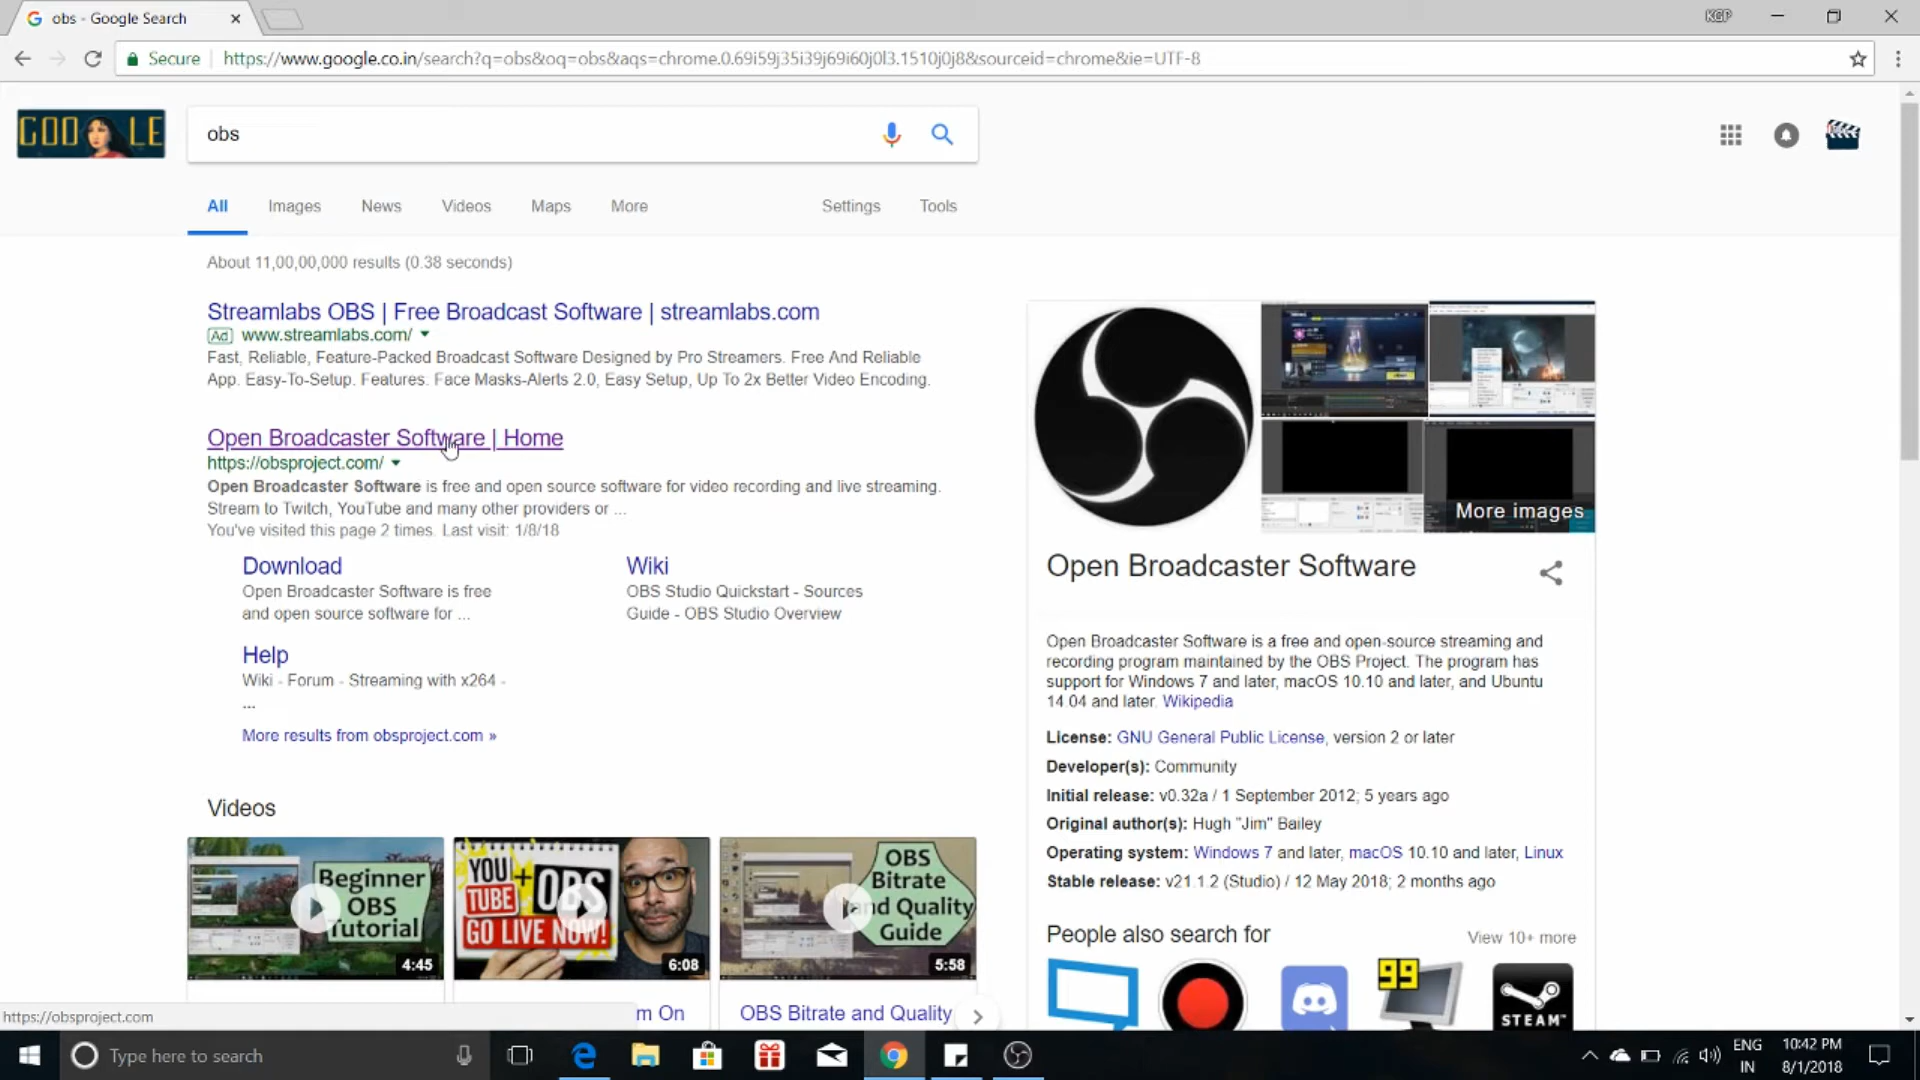 obs - Google Search
KGP
Secure
https://www.google.co.in/search?q=obs&oq=obs&aqs=chrome.0.69i59j35i39j69i60j0l3.1510j0j8&sourceid=chrome&ie=UTF-8
GOO LE
obs
All
Images
News
Videos
Maps
More
Settings
Tools
About 11,00,00,000 results (0.38 seconds)
Streamlabs OBS | Free Broadcast Software | streamlabs.com
Ad www.streamlabs.com/
Fast, Reliable, Feature-Packed Broadcast Software Designed by Pro Streamers. Free And Reliable
App. Easy-To-Setup. Features. Face Masks-Alerts 2.0, Easy Setup, Up To 2x Better Video Encoding.
Open Broadcaster Software | Home
https://obsproject.com/
Open Broadcaster Software is free and open source software for video recording and live streaming.
Stream to Twitch, YouTube and many other providers or ...
You've visited this page 2 times. Last visit: 1/8/18
Download
Open Broadcaster Software is free
and open source software for ...
Wiki
OBS Studio Quickstart - Sources
Guide - OBS Studio Overview
Help
Wiki - Forum - Streaming with x264 -
...
More results from obsproject.com »
Videos
Beginner
OBS
Tutorial
4:45
YOU
TUBE
+
OBS
GO LIVE NOW!
6:08
OBS
Bitrate
and Quality
Guide
5:58
m On
OBS Bitrate and Quality
More images
Open Broadcaster Software
Open Broadcaster Software is a free and open-source streaming and
recording program maintained by the OBS Project. The program has
support for Windows 7 and later, macOS 10.10 and later, and Ubuntu
14.04 and later. Wikipedia
License: GNU General Public License, version 2 or later
Developer(s): Community
Initial release: v0.32a / 1 September 2012; 5 years ago
Original author(s): Hugh "Jim" Bailey
Operating system: Windows 7 and later, macOS 10.10 and later, Linux
Stable release: v21.1.2 (Studio) / 12 May 2018; 2 months ago
People also search for
View 10+ more
99
STEAM™
https://obsproject.com
Type here to search
ENG
IN
10:42 PM
8/1/2018